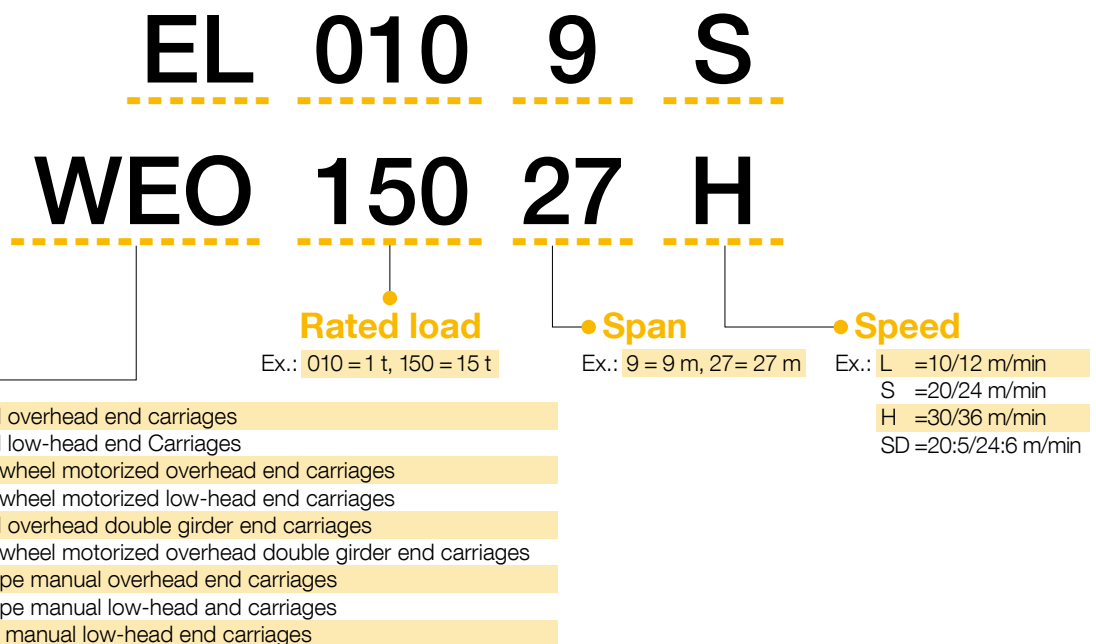 EL 010 9 S
WEO 150 27 H
Rated load
Span
Speed
Ex.: 010 = 1 t, 150 = 15 t
Ex.: 9 = 9 m, 27= 27 m
Ex.: L =10/12 m/min
S =20/24 m/min
H =30/36 m/min
SD =20:5/24:6 m/min
overhead end carriages
low-head end Carriages
wheel motorized overhead end carriages
wheel motorized low-head end carriages
overhead double girder end carriages
wheel motorized overhead double girder end carriages
pe manual overhead end carriages
pe manual low-head and carriages
manual low-head end carriages